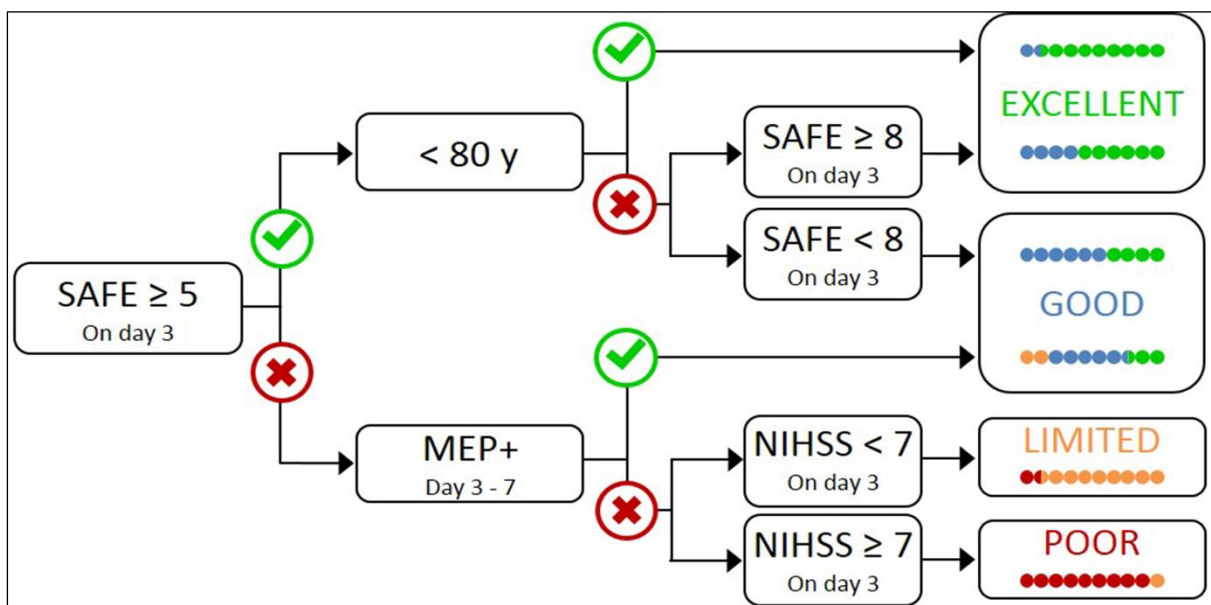 < 80 y
SAFE ≥ 8
On day 3
EXCELLENT
SAFE < 8
On day 3
SAFE ≥ 5
On day 3
GOOD
MEP+
Day 3 - 7
NIHSS < 7
On day 3
LIMITED
NIHSS ≥ 7
On day 3
POOR